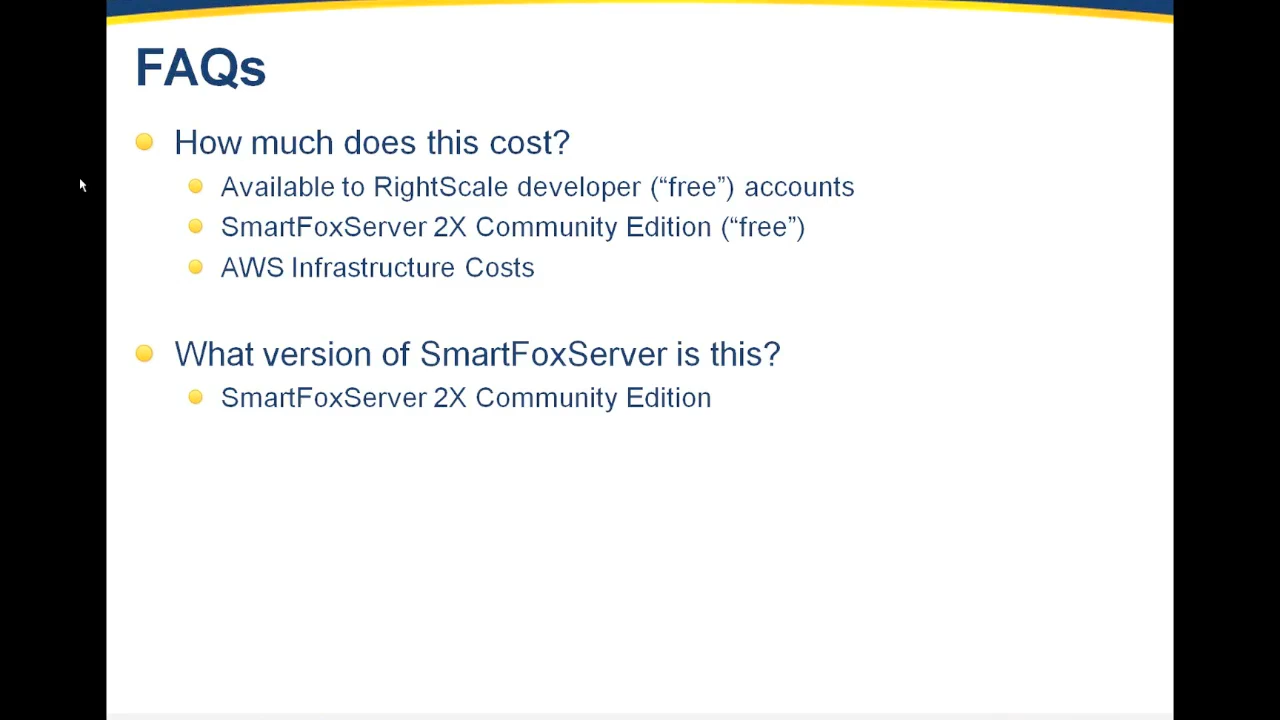 FAQs
How much does this cost?
Available to RightScale developer (“free”) accounts
SmartFoxServer 2X Community Edition (“free”)
AWS Infrastructure Costs
What version of SmartFoxServer is this?
SmartFoxServer 2X Community Edition